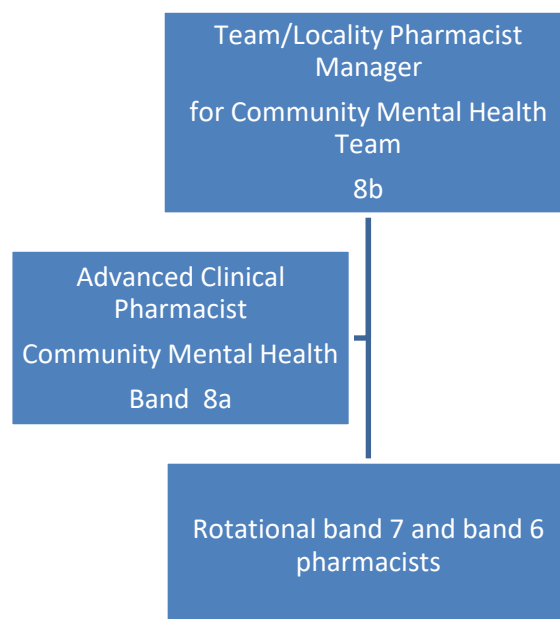 Team/Locality Pharmacist
Manager
for Community Mental Health
Team
8b
Advanced Clinical
Pharmacist
Community Mental Health
Band  8a
Rotational band 7 and band 6
pharmacists